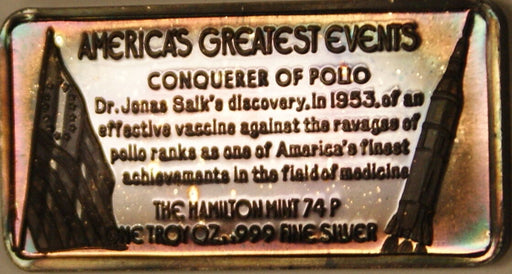 AMERICA'S GREATEST EVENTS
CONQUERER OF POLIO
Dr. Jonas Salk's discovery, in 1953, of an
effective vaccine against the ravages of
polio ranks as one of America's finest
achievements in the field of medicine
THE HAMILTON MINT 74 P
ONE TROY OZ. .999 FINE SILVER